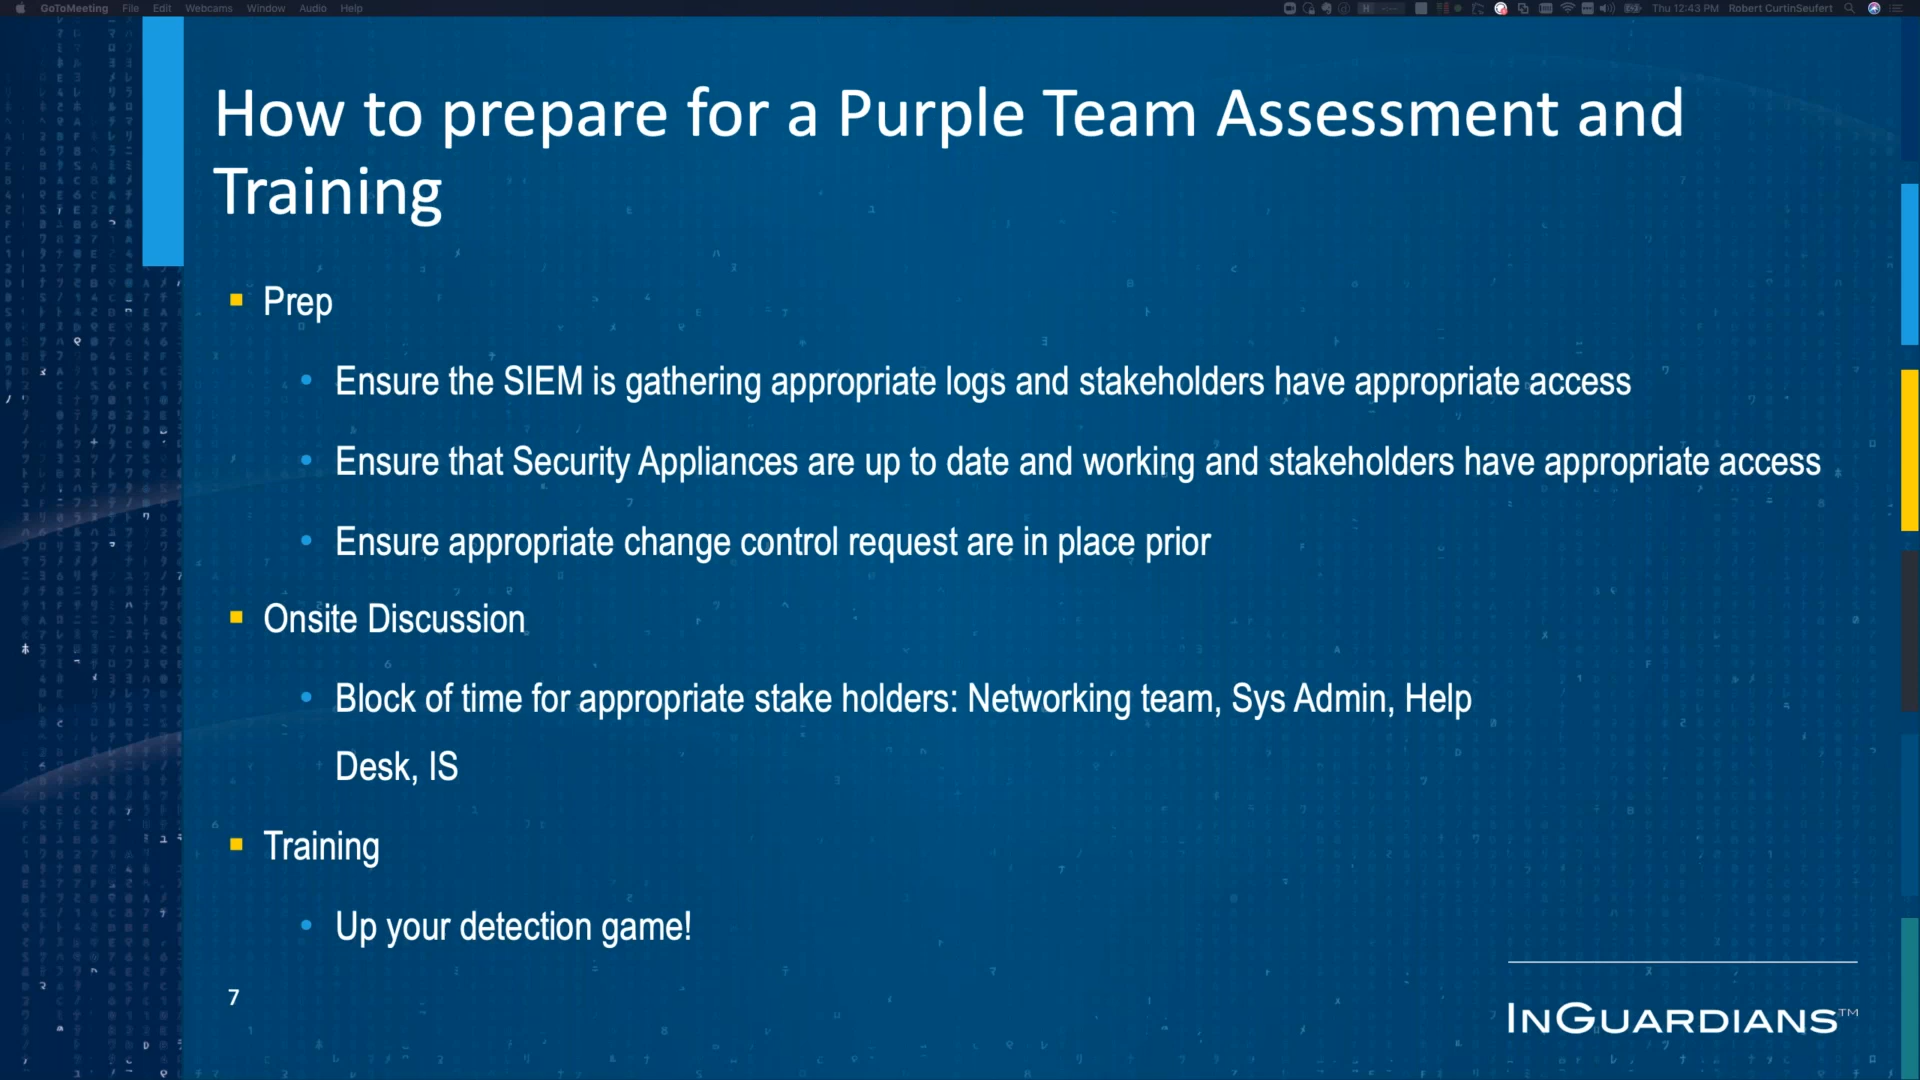 GoToMeeting File Edit Webcams Window Audio Help Thu 12:43 PM Robert CurtinSeufert
How to prepare for a Purple Team Assessment and
Training
Prep
Ensure the SIEM is gathering appropriate logs and stakeholders have appropriate access
Ensure that Security Appliances are up to date and working and stakeholders have appropriate access
Ensure appropriate change control request are in place prior
Onsite Discussion
Block of time for appropriate stake holders: Networking team, Sys Admin, Help
Desk, IS
Training
Up your detection game!
7
INGUARDIANS™